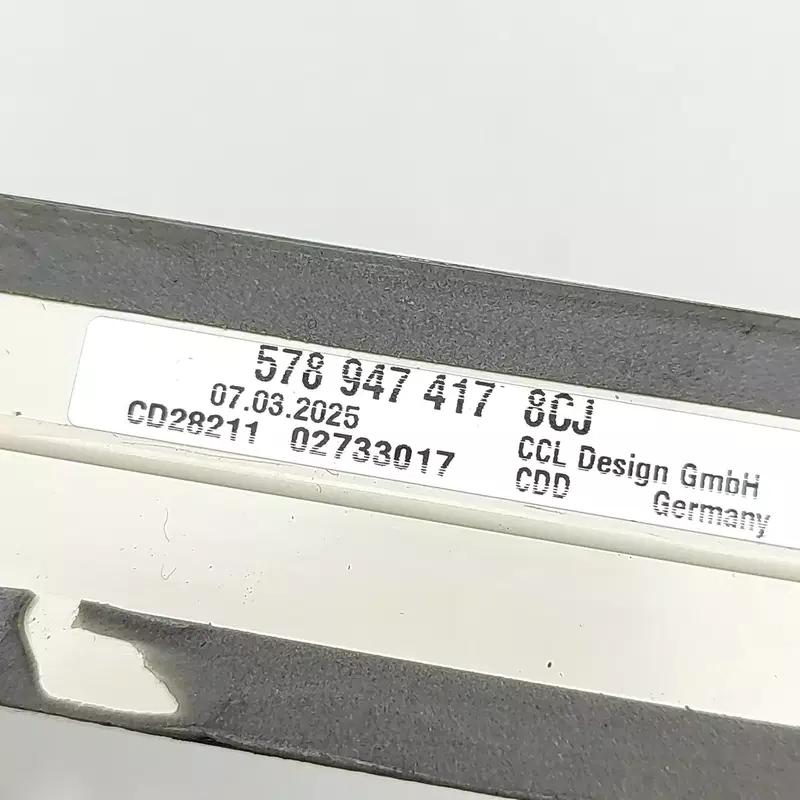 578 947 417 8CJ
07.03.2025 CCL Design GmbH
CD28211 02733017 CDD Germany